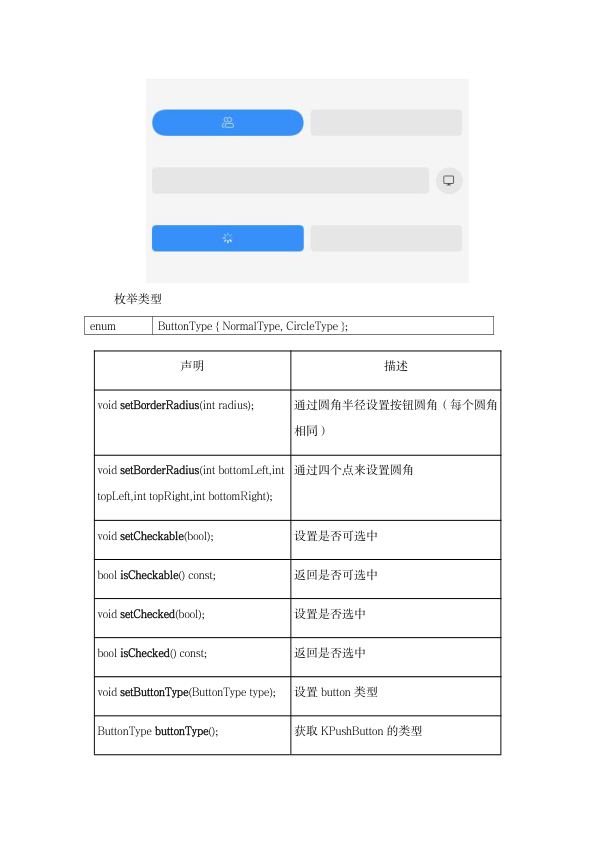 枚举类型
enum ButtonType { NormalType, CircleType };
声明 描述
void setBorderRadius(int radius); 通过圆角半径设置按钮圆角（每个圆角
相同）
void setBorderRadius(int bottomLeft,int 通过四个点来设置圆角
topLeft,int topRight,int bottomRight);
void setCheckable(bool); 设置是否可选中
bool isCheckable() const; 返回是否可选中
void setChecked(bool); 设置是否选中
bool isChecked() const; 返回是否选中
void setButtonType(ButtonType type); 设置 button 类型
ButtonType buttonType(); 获取 KPushButton 的类型